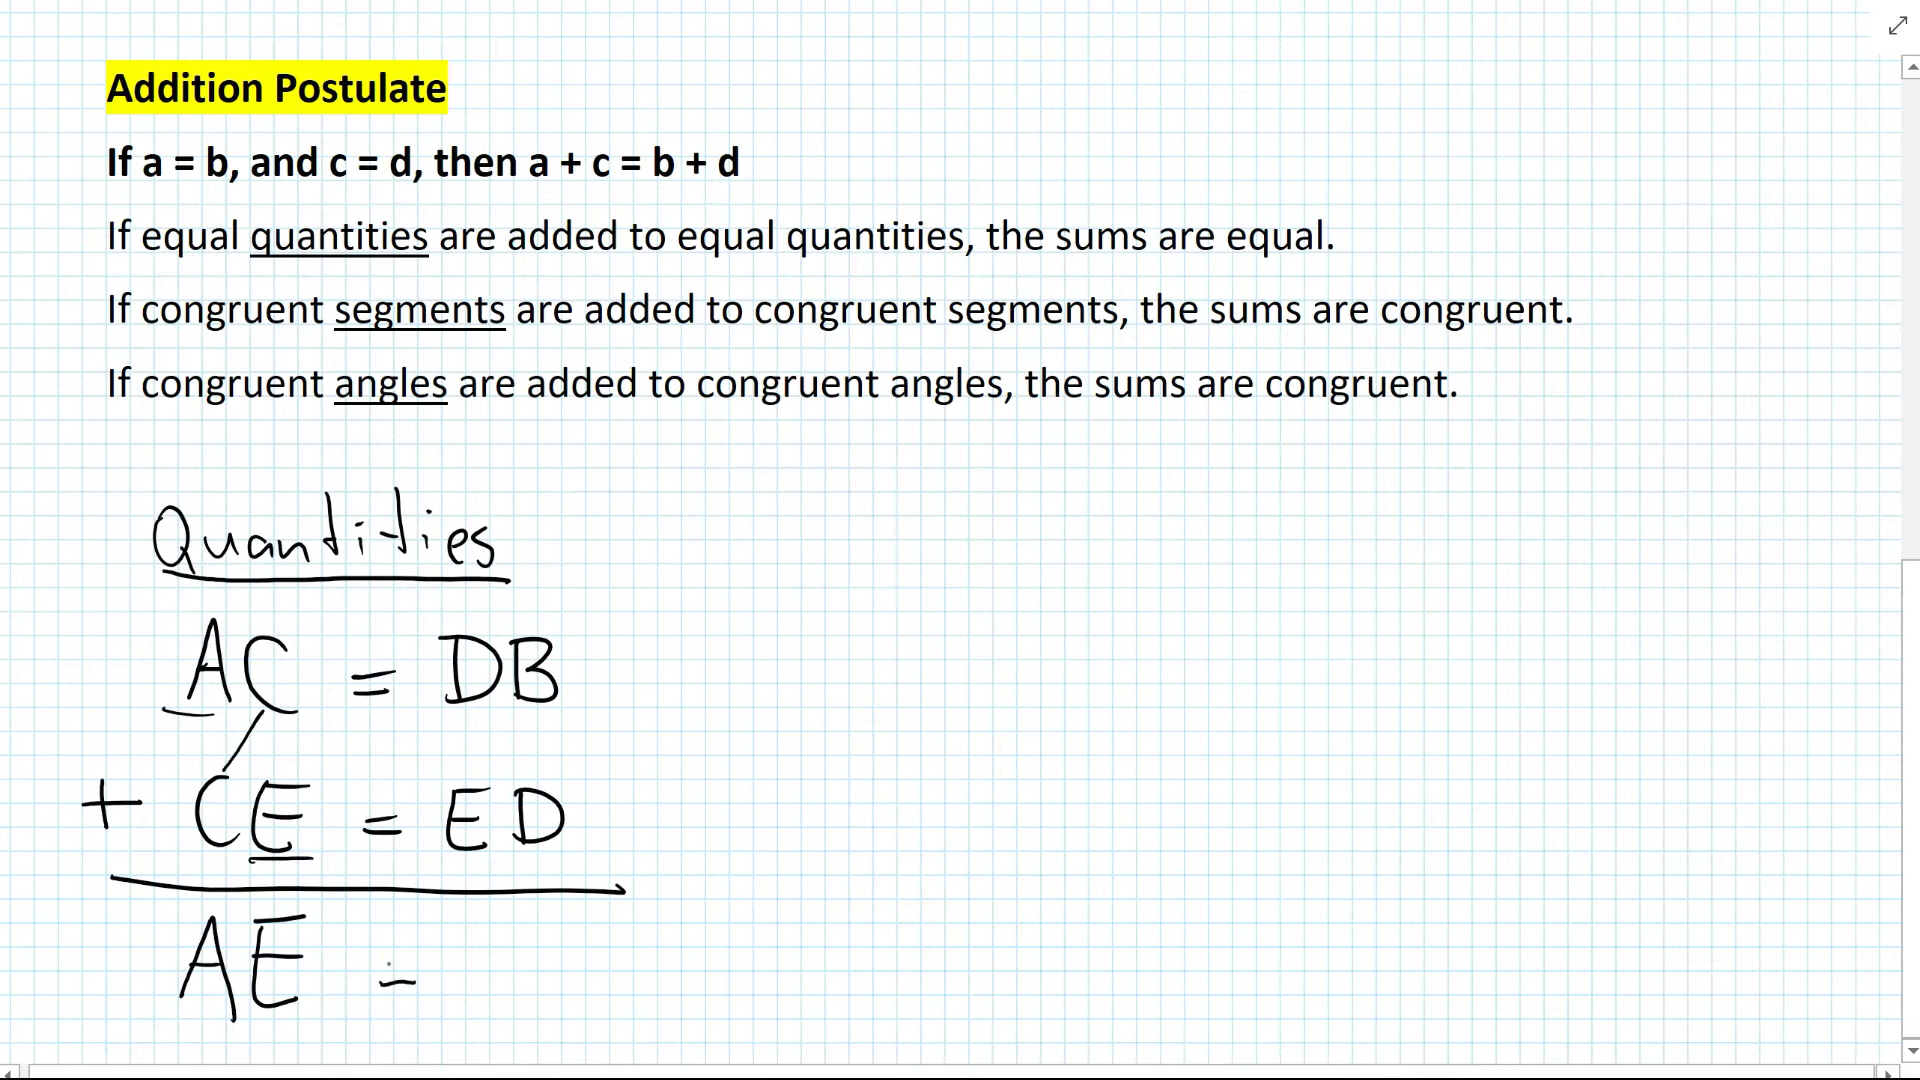 Addition Postulate
If a = b, and c = d, then a + c = b + d
If equal quantities are added to equal quantities, the sums are equal.
If congruent segments are added to congruent segments, the sums are congruent.
If congruent angles are added to congruent angles, the sums are congruent.
Quantities
AC = DB
+ CE = ED
AE =